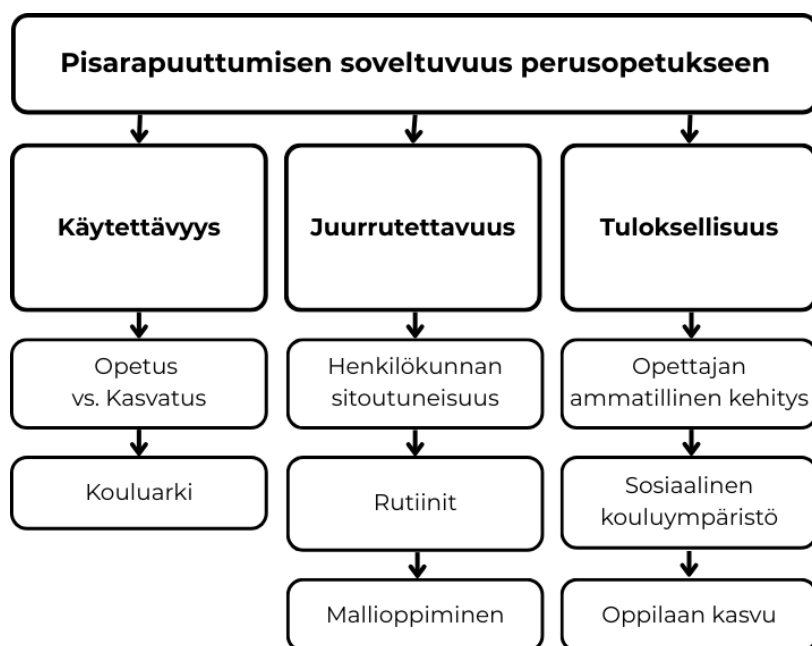 Pisarapuuttumisen soveltuvuus perusopetukseen
Käytettävyys
Juurrutettavuus
Tuloksellisuus
Opetus
vs. Kasvatus
Henkilökunnan
sitoutuneisuus
Opettajan
ammatillinen kehitys
Kouluarki
Rutiinit
Sosiaalinen
kouluympäristö
Mallioppiminen
Oppilaan kasvu